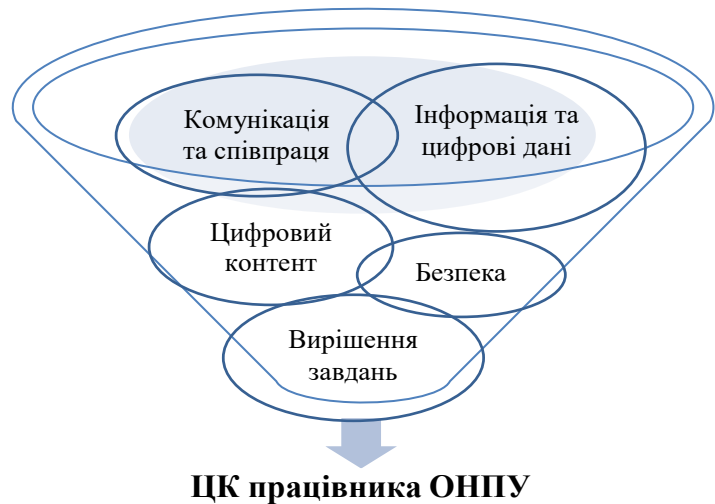 Комунікація
та співпраця
Інформація та
цифрові дані
Цифровий
контент
Безпека
Вирішення
завдань
ЦК працівника ОНПУ